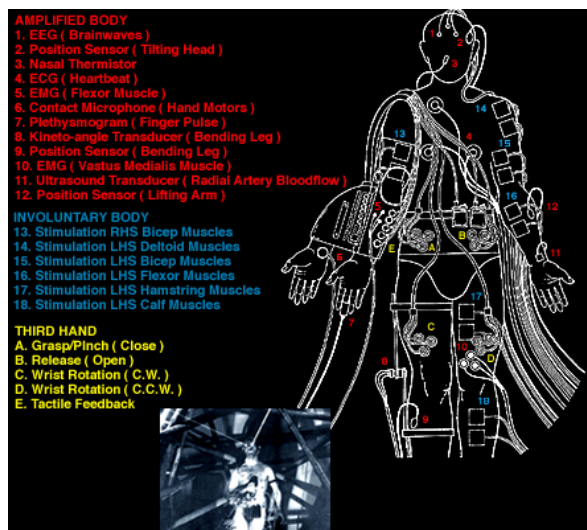 AMPLIFIED BODY
1. EEG ( Brainwaves )
2. Position Sensor ( Tilting Head )
3. Nasal Thermistor
4. ECG ( Heartbeat )
5. EMG ( Flexor Muscle )
6. Contact Microphone ( Hand Motors )
7. Plethysmogram ( Finger Pulse )
8. Kineto-angle Transducer ( Bending Leg )
9. Position Sensor ( Bending Leg )
10. EMG ( Vastus Medialis Muscle )
11. Ultrasound Transducer ( Radial Artery Bloodflow )
12. Position Sensor ( Lifting Arm )
INVOLUNTARY BODY
13. Stimulation RHS Bicep Muscles
14. Stimulation LHS Deltoid Muscles
15. Stimulation LHS Bicep Muscles
16. Stimulation LHS Flexor Muscles
17. Stimulation LHS Hamstring Muscles
18. Stimulation LHS Calf Muscles
THIRD HAND
A. Grasp/Pinch ( Close )
B. Release ( Open )
C. Wrist Rotation ( C.W. )
D. Wrist Rotation ( C.C.W. )
E. Tactile Feedback
1
2
3
14
13
4
15
16
12
5
E
A
B
6
11
17
7
C
10
D
8
18
9